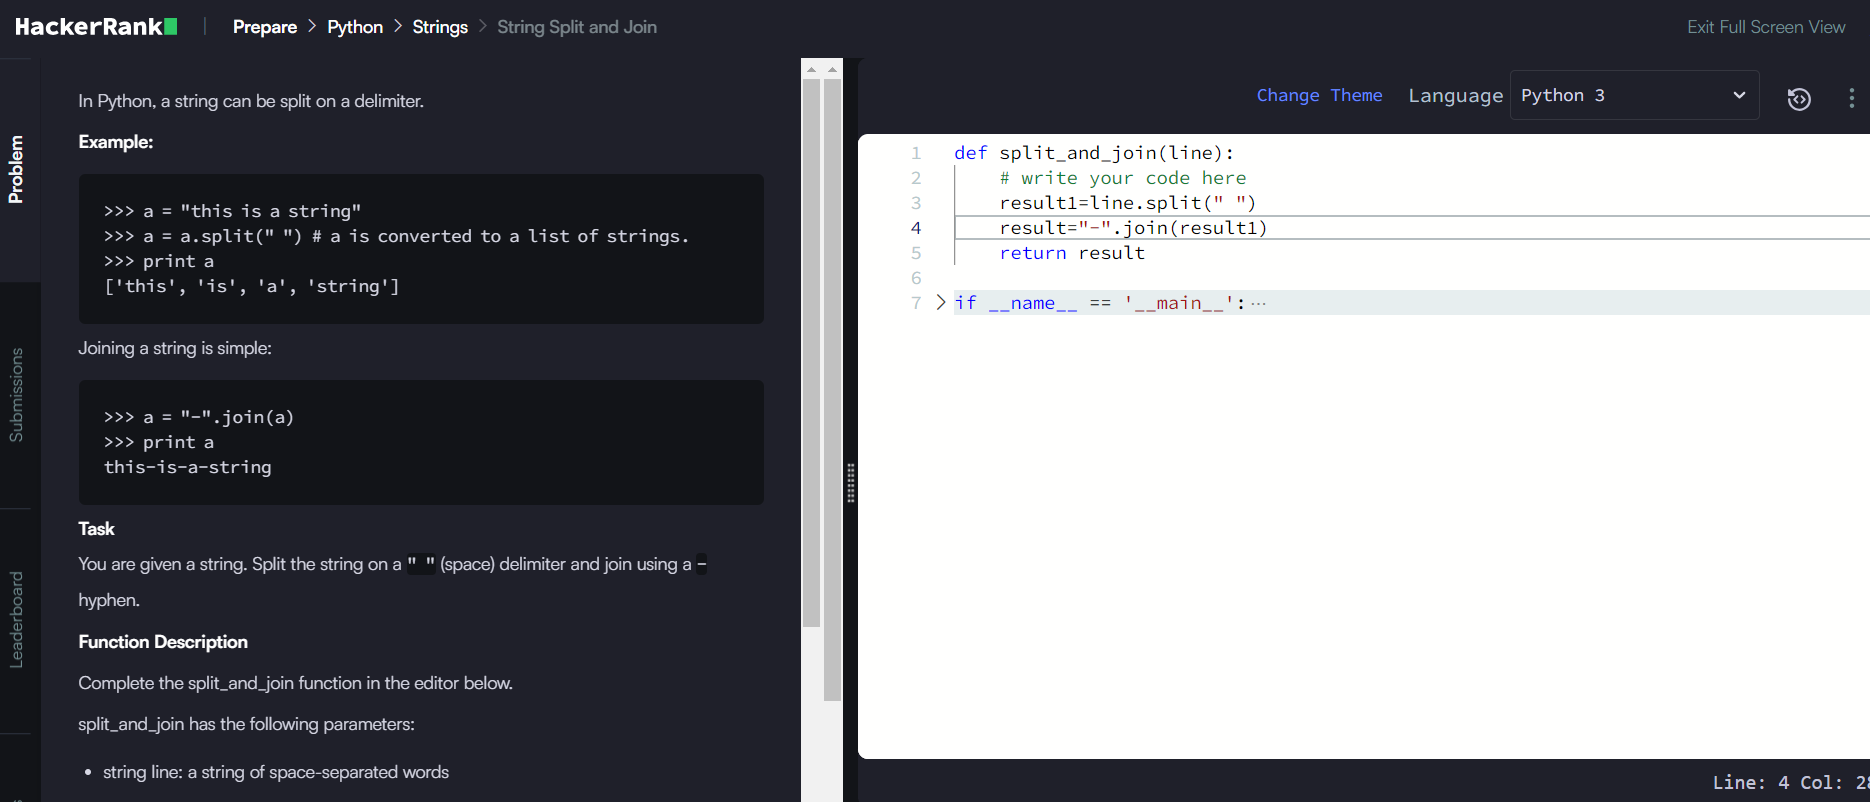 HackerRank | Prepare > Python > Strings > String Split and Join
Exit Full Screen View
Problem
Submissions
Leaderboard
In Python, a string can be split on a delimiter.
Example:
>>> a = "this is a string"
>>> a = a.split(" ") # a is converted to a list of strings.
>>> print a
['this', 'is', 'a', 'string']
Joining a string is simple:
>>> a = "-".join(a)
>>> print a
this-is-a-string
Task
You are given a string. Split the string on a " " (space) delimiter and join using a -
hyphen.
Function Description
Complete the split_and_join function in the editor below.
split_and_join has the following parameters:
• string line: a string of space-separated words
Change Theme Language Python 3
1 def split_and_join(line):
2     # write your code here
3     result1=line.split(" ")
4     result="-".join(result1)
5     return result
6
7 > if __name__ == '__main__':···
Line: 4 Col: 28